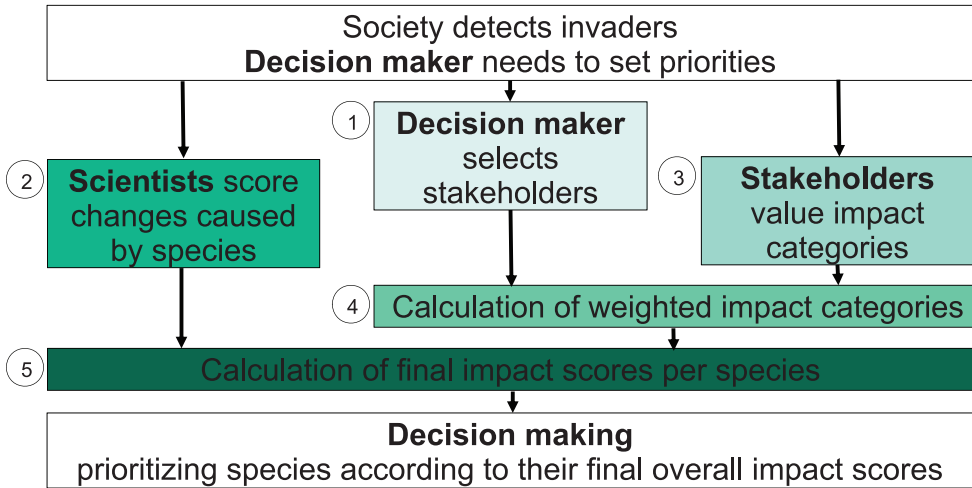 Society detects invaders
Decision maker needs to set priorities
1
Decision maker
selects
stakeholders
2
Scientists score
changes caused
by species
3
Stakeholders
value impact
categories
4
Calculation of weighted impact categories
5
Calculation of final impact scores per species
Decision making
prioritizing species according to their final overall impact scores